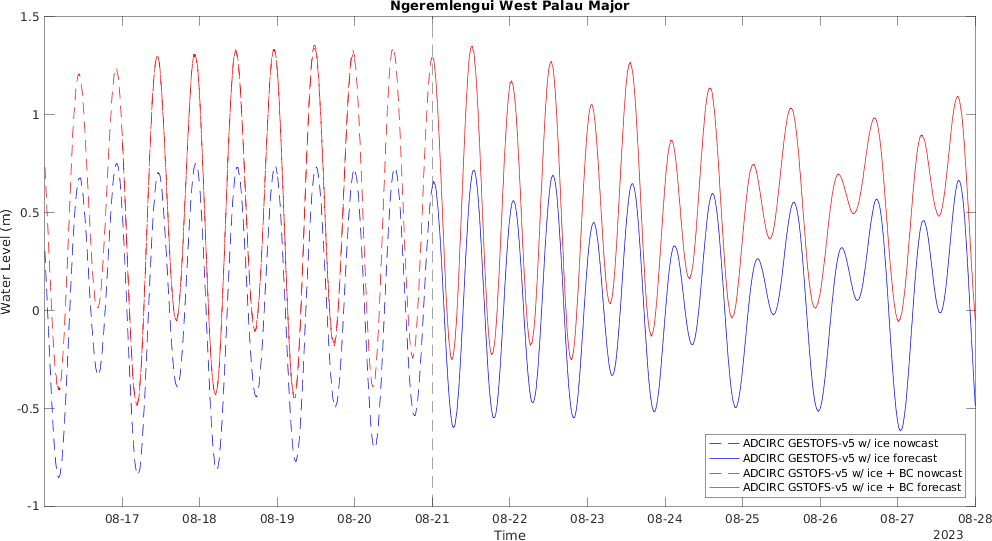 Ngeremlengui West Palau Major
1.5
1
0.5
0
-0.5
-1
Water Level (m)
ADCIRC GESTOFS-v5 w/ ice nowcast
ADCIRC GESTOFS-v5 w/ ice forecast
ADCIRC GSTOFS-v5 w/ ice + BC nowcast
ADCIRC GSTOFS-v5 w/ ice + BC forecast
08-17 08-18 08-19 08-20 08-21 08-22 08-23 08-24 08-25 08-26 08-27 08-28
Time
2023